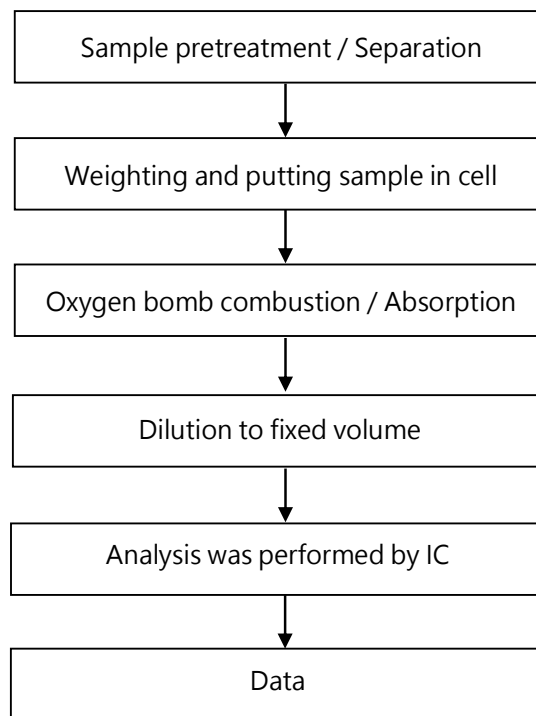 Sample pretreatment / Separation
Weighting and putting sample in cell
Oxygen bomb combustion / Absorption
Dilution to fixed volume
Analysis was performed by IC
Data